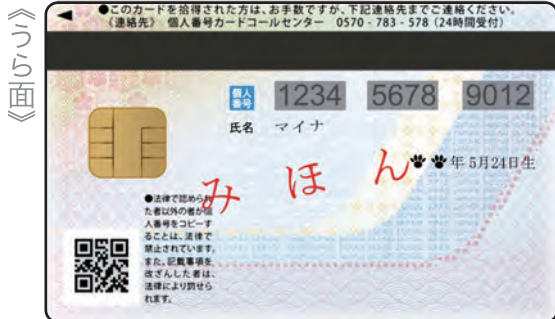 《うら面》
●このカードを拾得された方は、お手数ですが、下記連絡先までご連絡ください。
《連絡先》 個人番号カードコールセンター 0570-783-578（24時間受付）
個人番号 1234 5678 9012
氏名 マイナ
年 5月24日生
みほん
●法律で認められ
た者以外の者が個
人番号をコピーす
ることは、法律で
禁止されています。
また、記載事項を
改ざんした者は、
法律により罰せら
れます。